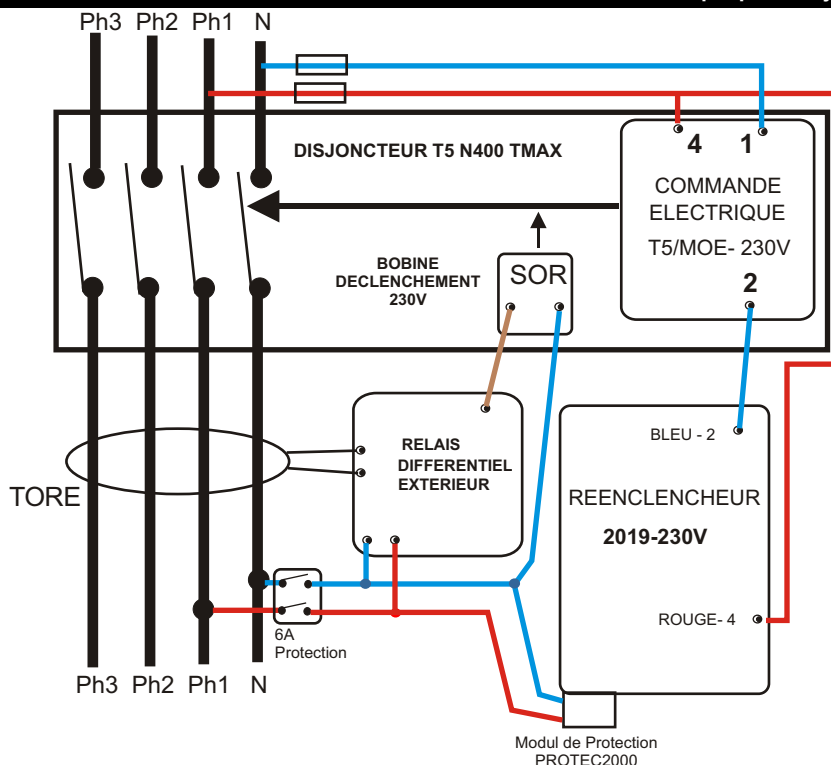 Ph3 Ph2 Ph1 N
DISJONCTEUR T5 N400 TMAX
4 1
COMMANDE
ELECTRIQUE
T5/MOE- 230V
2
BOBINE
DECLENCHEMENT
230V
SOR
RELAIS
DIFFERENTIEL
EXTERIEUR
TORE
BLEU - 2
REENCLENCHEUR
2019-230V
ROUGE- 4
6A
Protection
Ph3 Ph2 Ph1 N
Modul de Protection
PROTEC2000